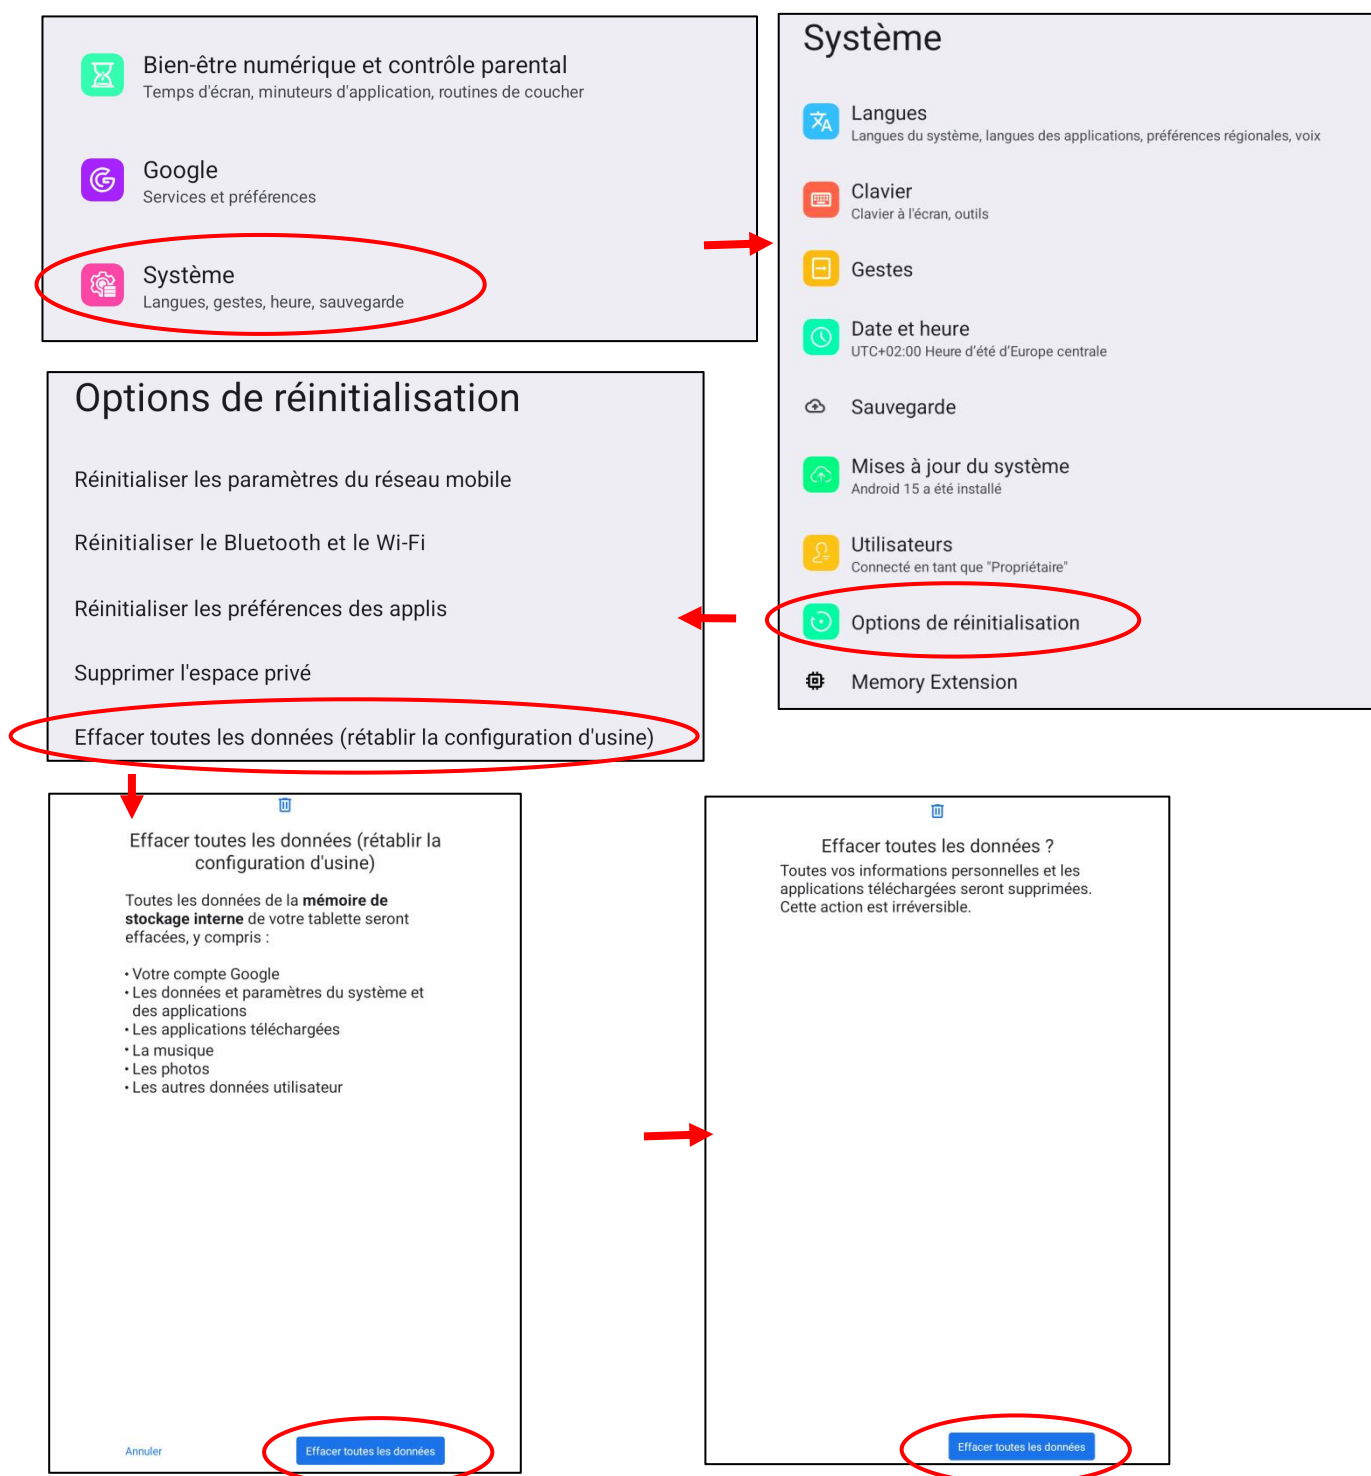 Bien-être numérique et contrôle parental
Temps d'écran, minuteurs d'application, routines de coucher
Google
Services et préférences
Système
Langues, gestes, heure, sauvegarde
Système
Langues
Langues du système, langues des applications, préférences régionales, voix
Clavier
Clavier à l'écran, outils
Gestes
Date et heure
UTC+02:00 Heure d'été d'Europe centrale
Sauvegarde
Mises à jour du système
Android 15 a été installé
Utilisateurs
Connecté en tant que "Propriétaire"
Options de réinitialisation
Memory Extension
Options de réinitialisation
Réinitialiser les paramètres du réseau mobile
Réinitialiser le Bluetooth et le Wi-Fi
Réinitialiser les préférences des applis
Supprimer l'espace privé
Effacer toutes les données (rétablir la configuration d'usine)
Effacer toutes les données (rétablir la
configuration d'usine)
Toutes les données de la mémoire de
stockage interne de votre tablette seront
effacées, y compris :
• Votre compte Google
• Les données et paramètres du système et
des applications
• Les applications téléchargées
• La musique
• Les photos
• Les autres données utilisateur
Annuler
Effacer toutes les données
Effacer toutes les données ?
Toutes vos informations personnelles et les
applications téléchargées seront supprimées.
Cette action est irréversible.
Effacer toutes les données